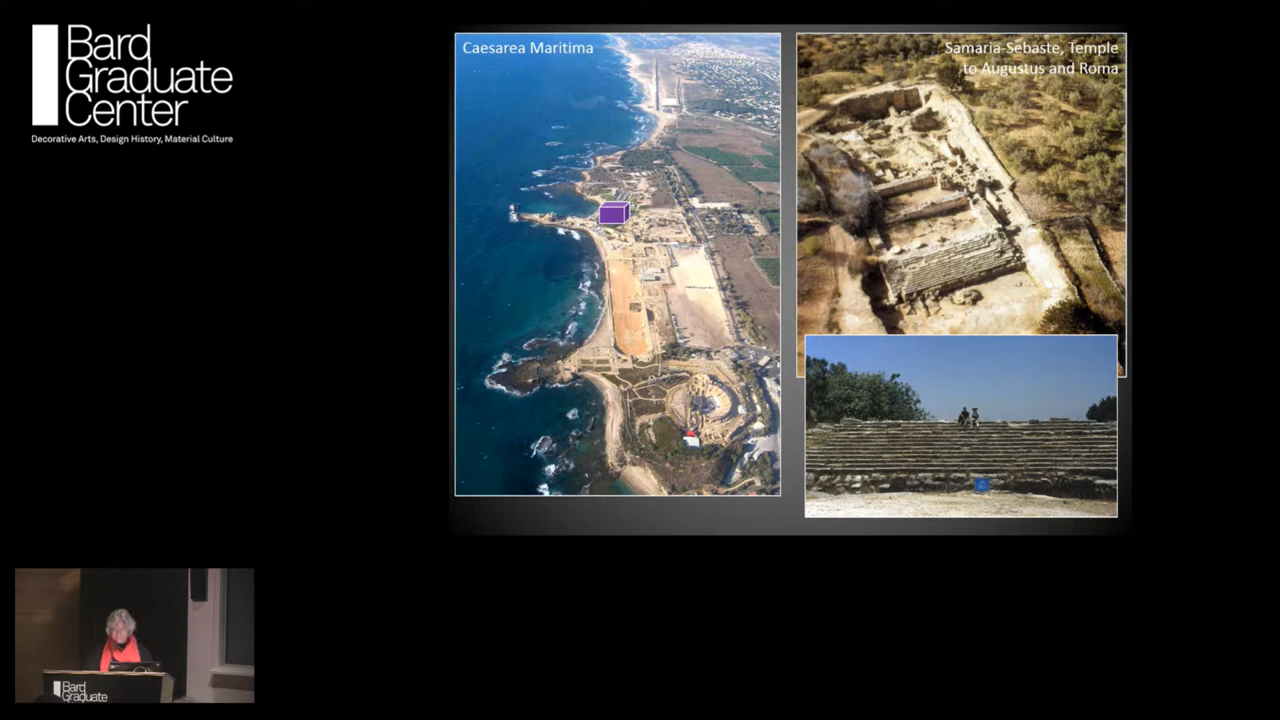 Bard
Graduate
Center
Decorative Arts, Design History, Material Culture
Caesarea Maritima
Samaria-Sebaste, Temple
to Augustus and Roma
Bard
Graduate